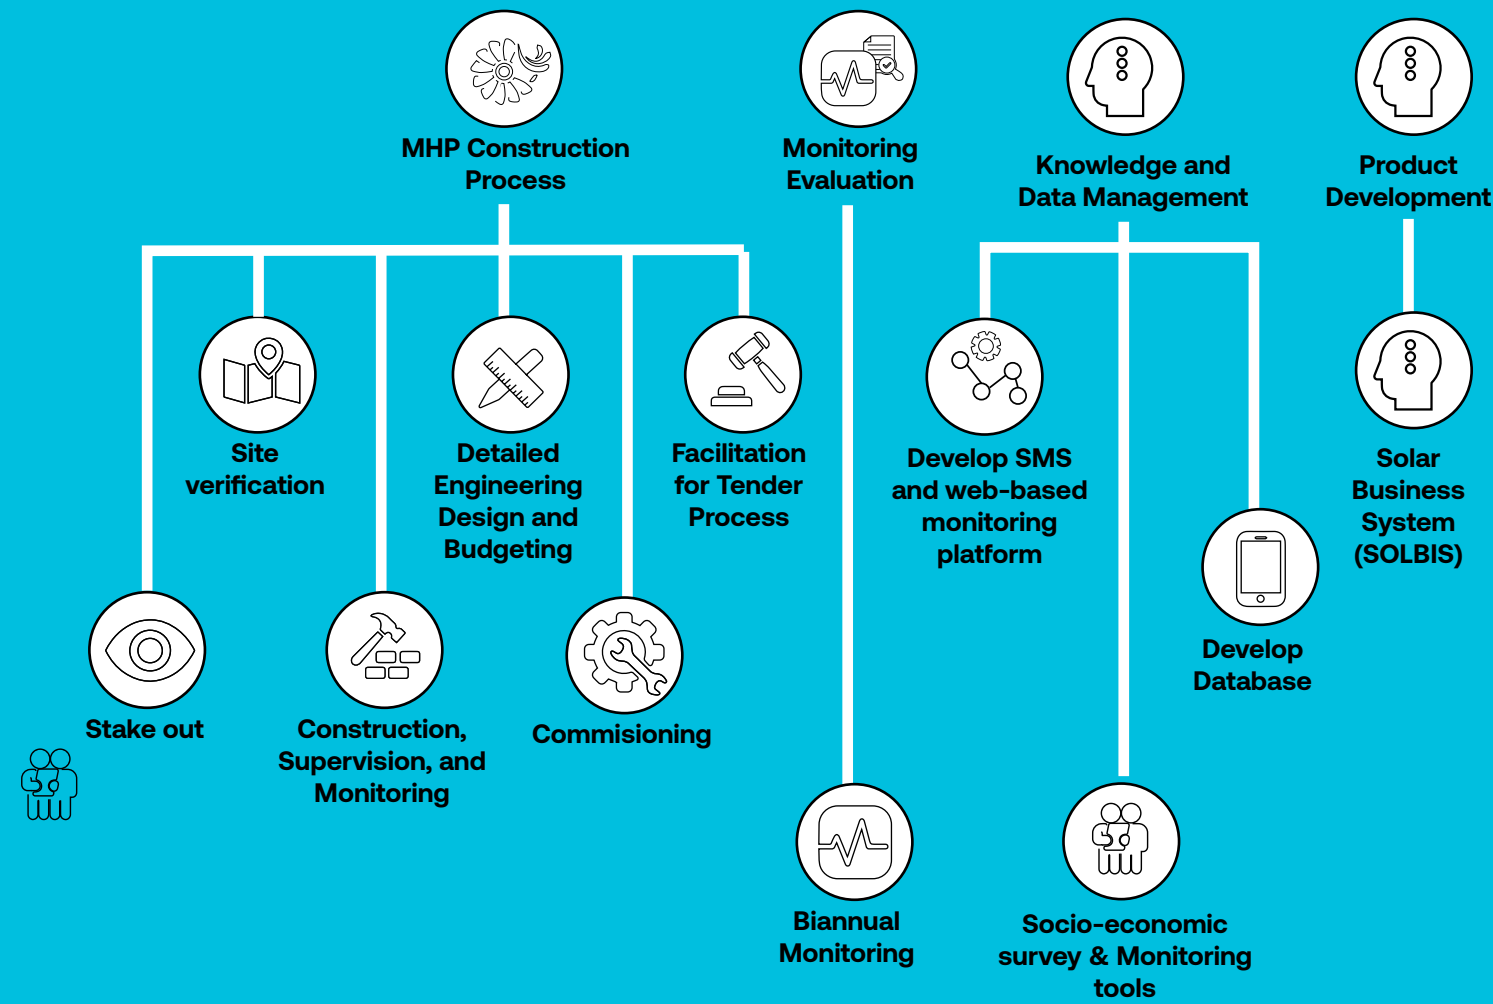 MHP Construction
Process
Monitoring
Evaluation
Knowledge and
Data Management
Product
Development
Site
verification
Detailed
Engineering
Design and
Budgeting
Facilitation
for Tender
Process
Develop SMS
and web-based
monitoring
platform
Solar
Business
System
(SOLBIS)
Develop
Database
Stake out
Construction,
Supervision, and
Monitoring
Commisioning
Biannual
Monitoring
Socio-economic
survey & Monitoring
tools